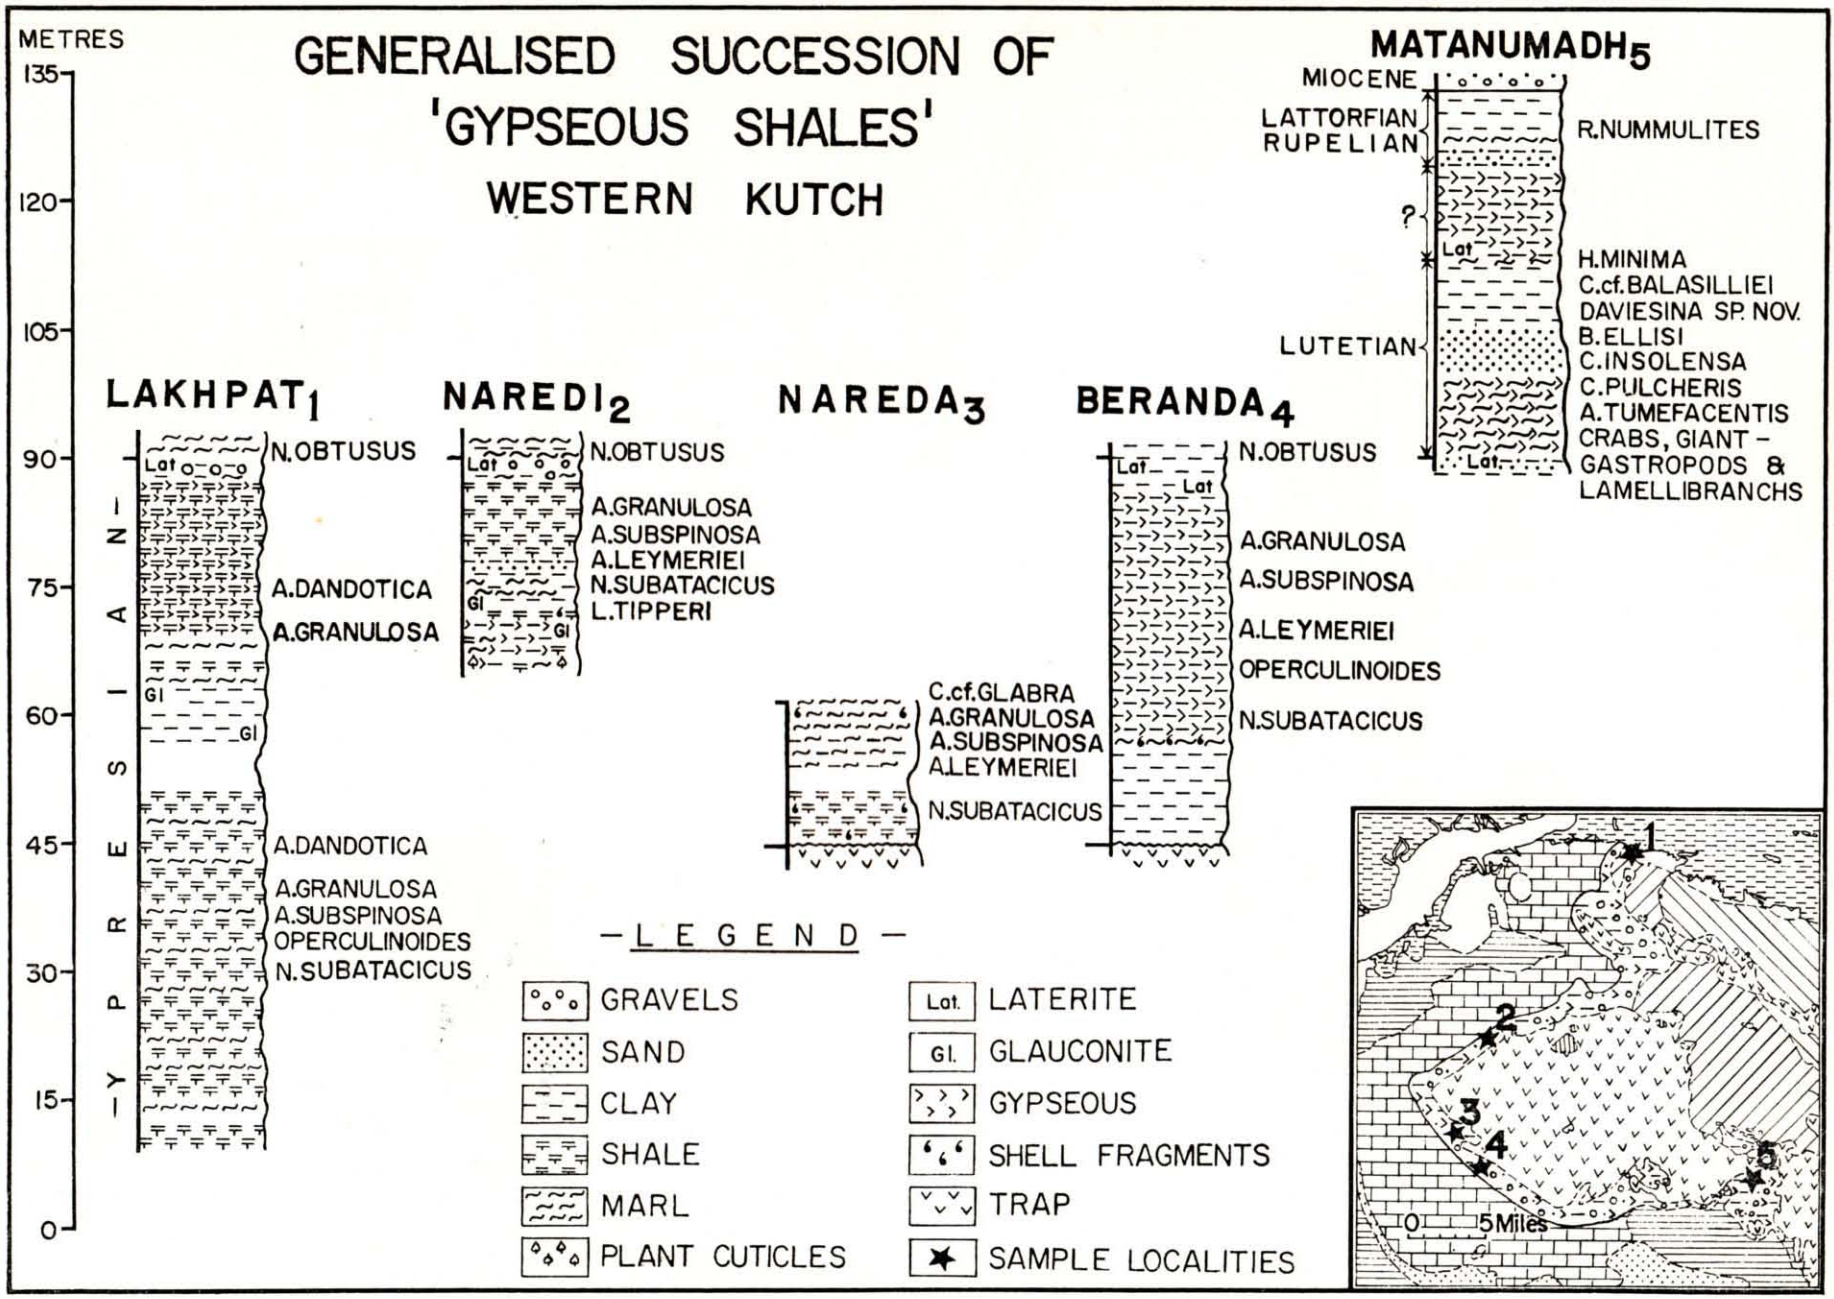 METRES
135
120
105
90
75
60
45
30
15
0
GENERALISED SUCCESSION OF
'GYPSEOUS SHALES'
WESTERN KUTCH
– Y P R E S I A N –
LAKHPAT1
N.OBTUSUS
Lat
A.DANDOTICA
A.GRANULOSA
Gl
Gl
A.DANDOTICA
A.GRANULOSA
A.SUBSPINOSA
OPERCULINOIDES
N.SUBATACICUS
NAREDI2
N.OBTUSUS
Lat
A.GRANULOSA
A.SUBSPINOSA
A.LEYMERIEI
N.SUBATACICUS
Gl
L.TIPPERI
Gl
NAREDA3
C.cf.GLABRA
A.GRANULOSA
A.SUBSPINOSA
A.LEYMERIEI
N.SUBATACICUS
BERANDA4
N.OBTUSUS
Lat
Lat
A.GRANULOSA
A.SUBSPINOSA
A.LEYMERIEI
OPERCULINOIDES
N.SUBATACICUS
MATANUMADH5
MIOCENE
LATTORFIAN
RUPELIAN
?
LUTETIAN
R.NUMMULITES
Lat
H.MINIMA
C.cf.BALASILLIEI
DAVIESINA SP. NOV.
B.ELLISI
C.INSOLENSA
C.PULCHERIS
A.TUMEFACENTIS
CRABS, GIANT –
GASTROPODS &
LAMELLIBRANCHS
Lat.
– L E G E N D –
GRAVELS
SAND
CLAY
SHALE
MARL
PLANT CUTICLES
Lat. LATERITE
Gl. GLAUCONITE
GYPSEOUS
SHELL FRAGMENTS
TRAP
SAMPLE LOCALITIES
1
2
3
4
5
0 5 Miles